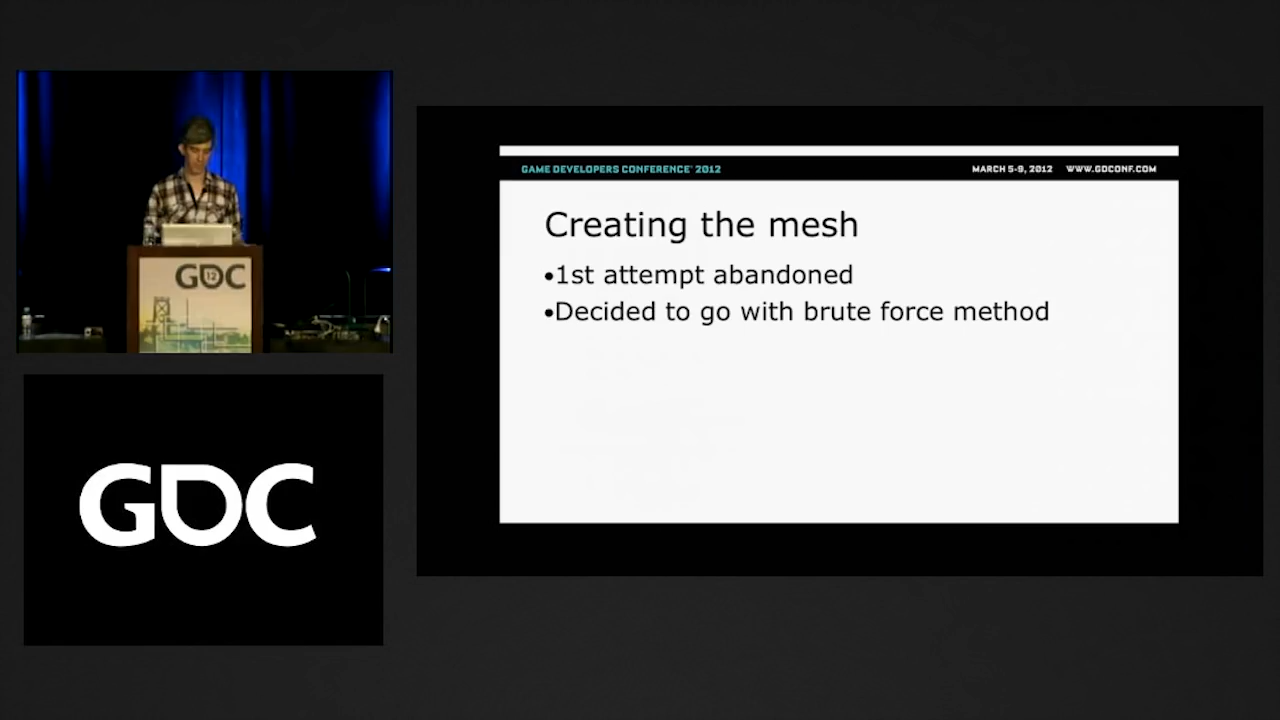 GDC
12
GAME DEVELOPERS CONFERENCE® 2012
MARCH 5-9, 2012 WWW.GDCONF.COM
Creating the mesh
•1st attempt abandoned
•Decided to go with brute force method
GDC